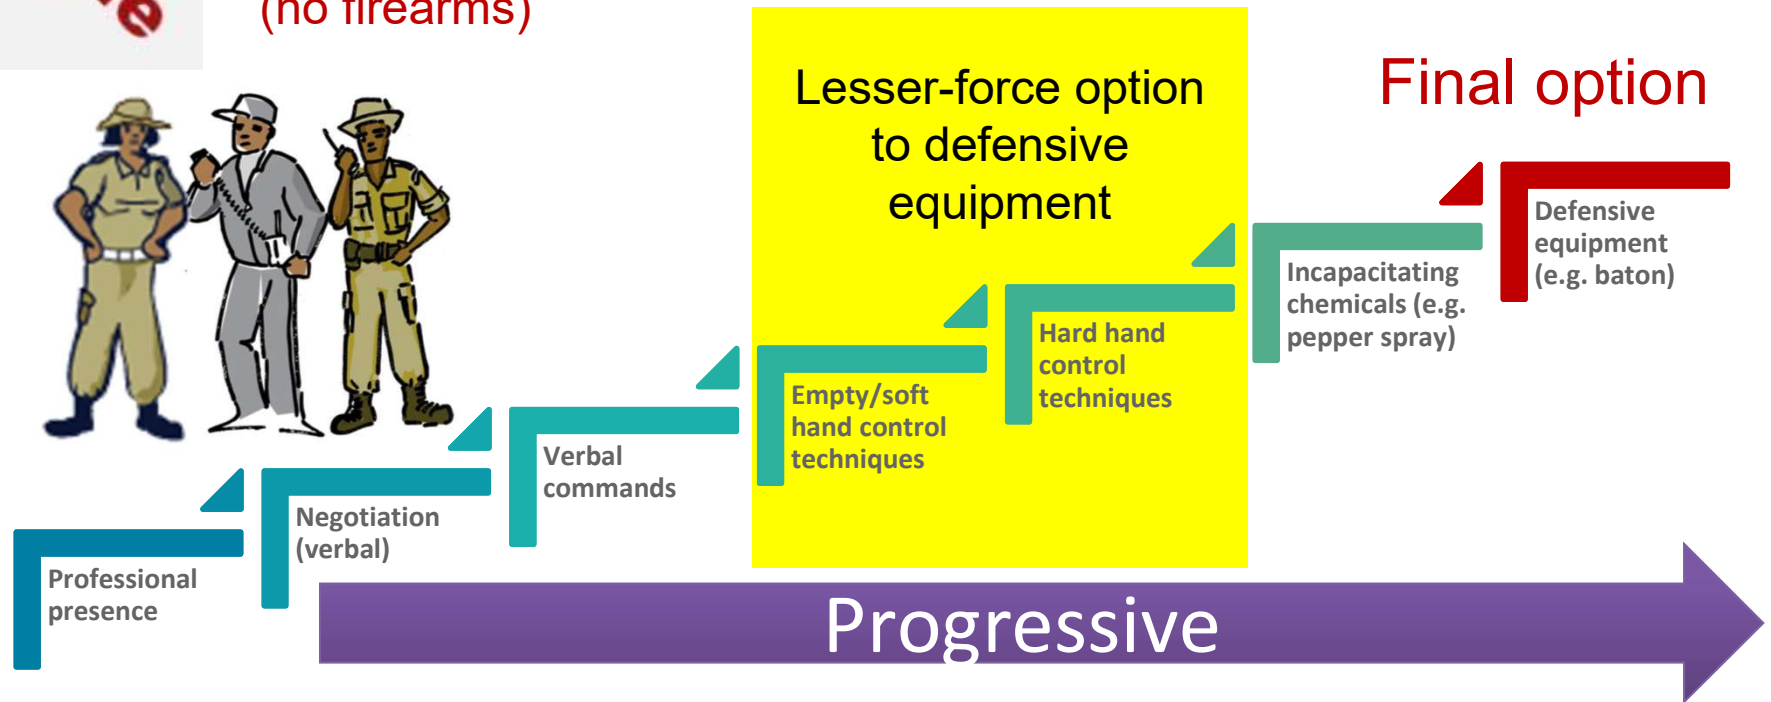 (no firearms)
Lesser-force option
to defensive
equipment
Final option
Professional
presence
Negotiation
(verbal)
Verbal
commands
Empty/soft
hand control
techniques
Hard hand
control
techniques
Incapacitating
chemicals (e.g.
pepper spray)
Defensive
equipment
(e.g. baton)
Progressive